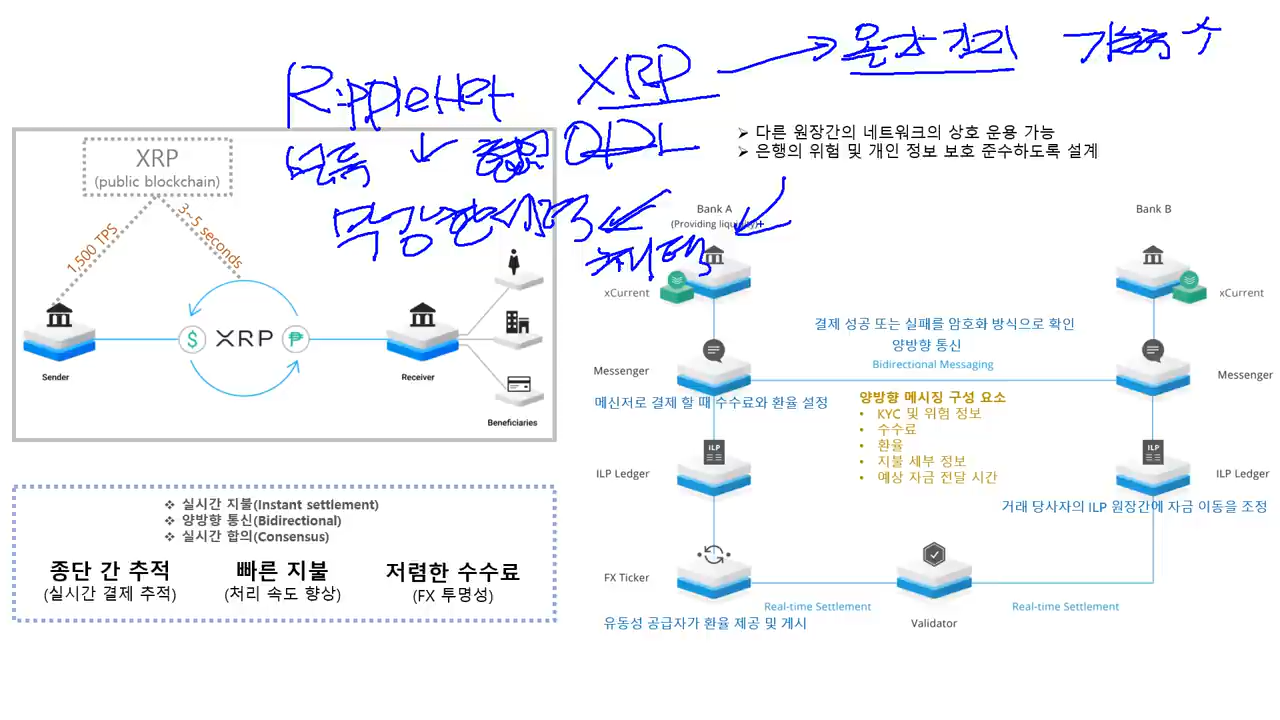 RippleNet XRP → 
ODL
XRP
(public blockchain)
1,500 TPS
3~5 seconds
$ XRP ₱
Sender
Receiver
Beneficiaries
❖ 실시간 지불(Instant settlement)
❖ 양방향 통신(Bidirectional)
❖ 실시간 합의(Consensus)
종단 간 추적 빠른 지불 저렴한 수수료
(실시간 결제 추적) (처리 속도 향상) (FX 투명성)
➢ 다른 원장간의 네트워크의 상호 운용 가능
➢ 은행의 위험 및 개인 정보 보호 준수하도록 설계
Bank A
(Providing liquidity)+
Bank B
xCurrent
xCurrent
결제 성공 또는 실패를 암호화 방식으로 확인
양방향 통신
Bidirectional Messaging
Messenger
Messenger
메신저로 결제 할 때 수수료와 환율 설정
양방향 메시징 구성 요소
• KYC 및 위험 정보
• 수수료
• 환율
• 지불 세부 정보
• 예상 자금 전달 시간
ILP Ledger
ILP
ILP
ILP Ledger
거래 당사자의 ILP 원장간에 자금 이동을 조정
FX Ticker
Real-time Settlement
Real-time Settlement
유동성 공급자가 환율 제공 및 게시
Validator